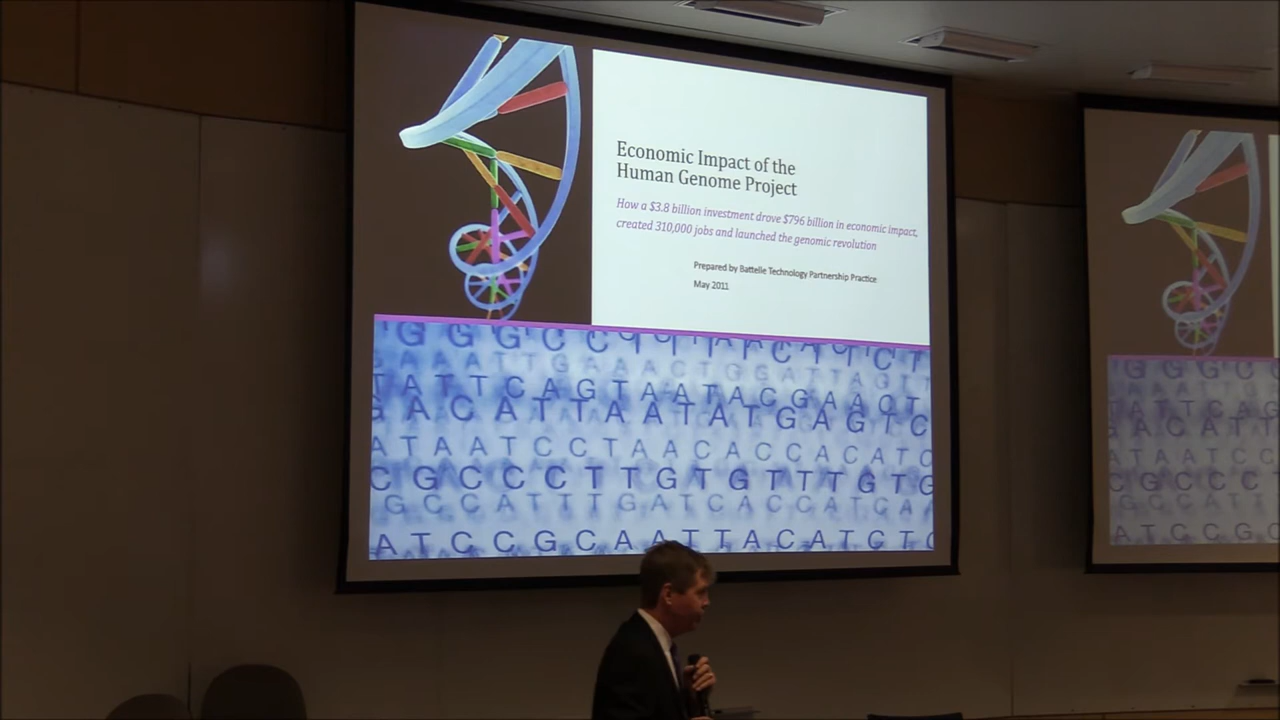 Economic Impact of the
Human Genome Project
How a $3.8 billion investment drove $796 billion in economic impact,
created 310,000 jobs and launched the genomic revolution
Prepared by Battelle Technology Partnership Practice
May 2011
G G G C C
A A A T T G A A A C T G G A T T A G T
T A T T C A G T A A T A C G A A C T
G A C A T T A A T A T G A G T C
A T A A T C C T A A C A C C A C A T C
C G C C C T T G T G T T T G T G
G C C A T T T G A T C A C C A T C A A
A T C C G C A A T T A C A T C T C
G G G C C
T A T T C A G
G A C A T T
A T A A T C C
C G C C C
G C C A T T
A T C C G C